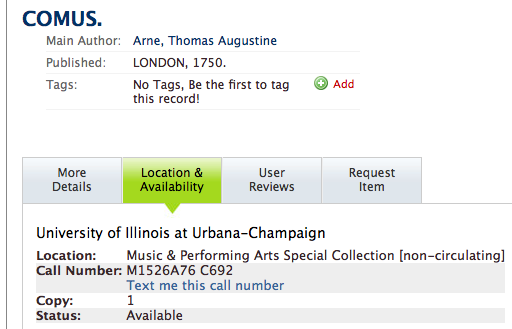 COMUS.
Main Author: Arne, Thomas Augustine
Published: LONDON, 1750.
Tags: No Tags, Be the first to tag this record! Add
More Details
Location & Availability
User Reviews
Request Item
University of Illinois at Urbana-Champaign
Location: Music & Performing Arts Special Collection [non-circulating]
Call Number: M1526A76 C692
Text me this call number
Copy: 1
Status: Available